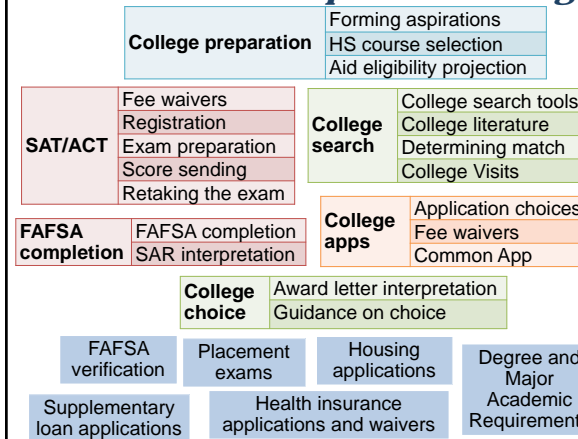 College preparation
Forming aspirations
HS course selection
Aid eligibility projection
SAT/ACT
Fee waivers
Registration
Exam preparation
Score sending
Retaking the exam
College
search
College search tools
College literature
Determining match
College Visits
FAFSA
completion
FAFSA completion
SAR interpretation
College
apps
Application choices
Fee waivers
Common App
College
choice
Award letter interpretation
Guidance on choice
FAFSA
verification
Placement
exams
Housing
applications
Degree and
Major
Academic
Requirement
Supplementary
loan applications
Health insurance
applications and waivers